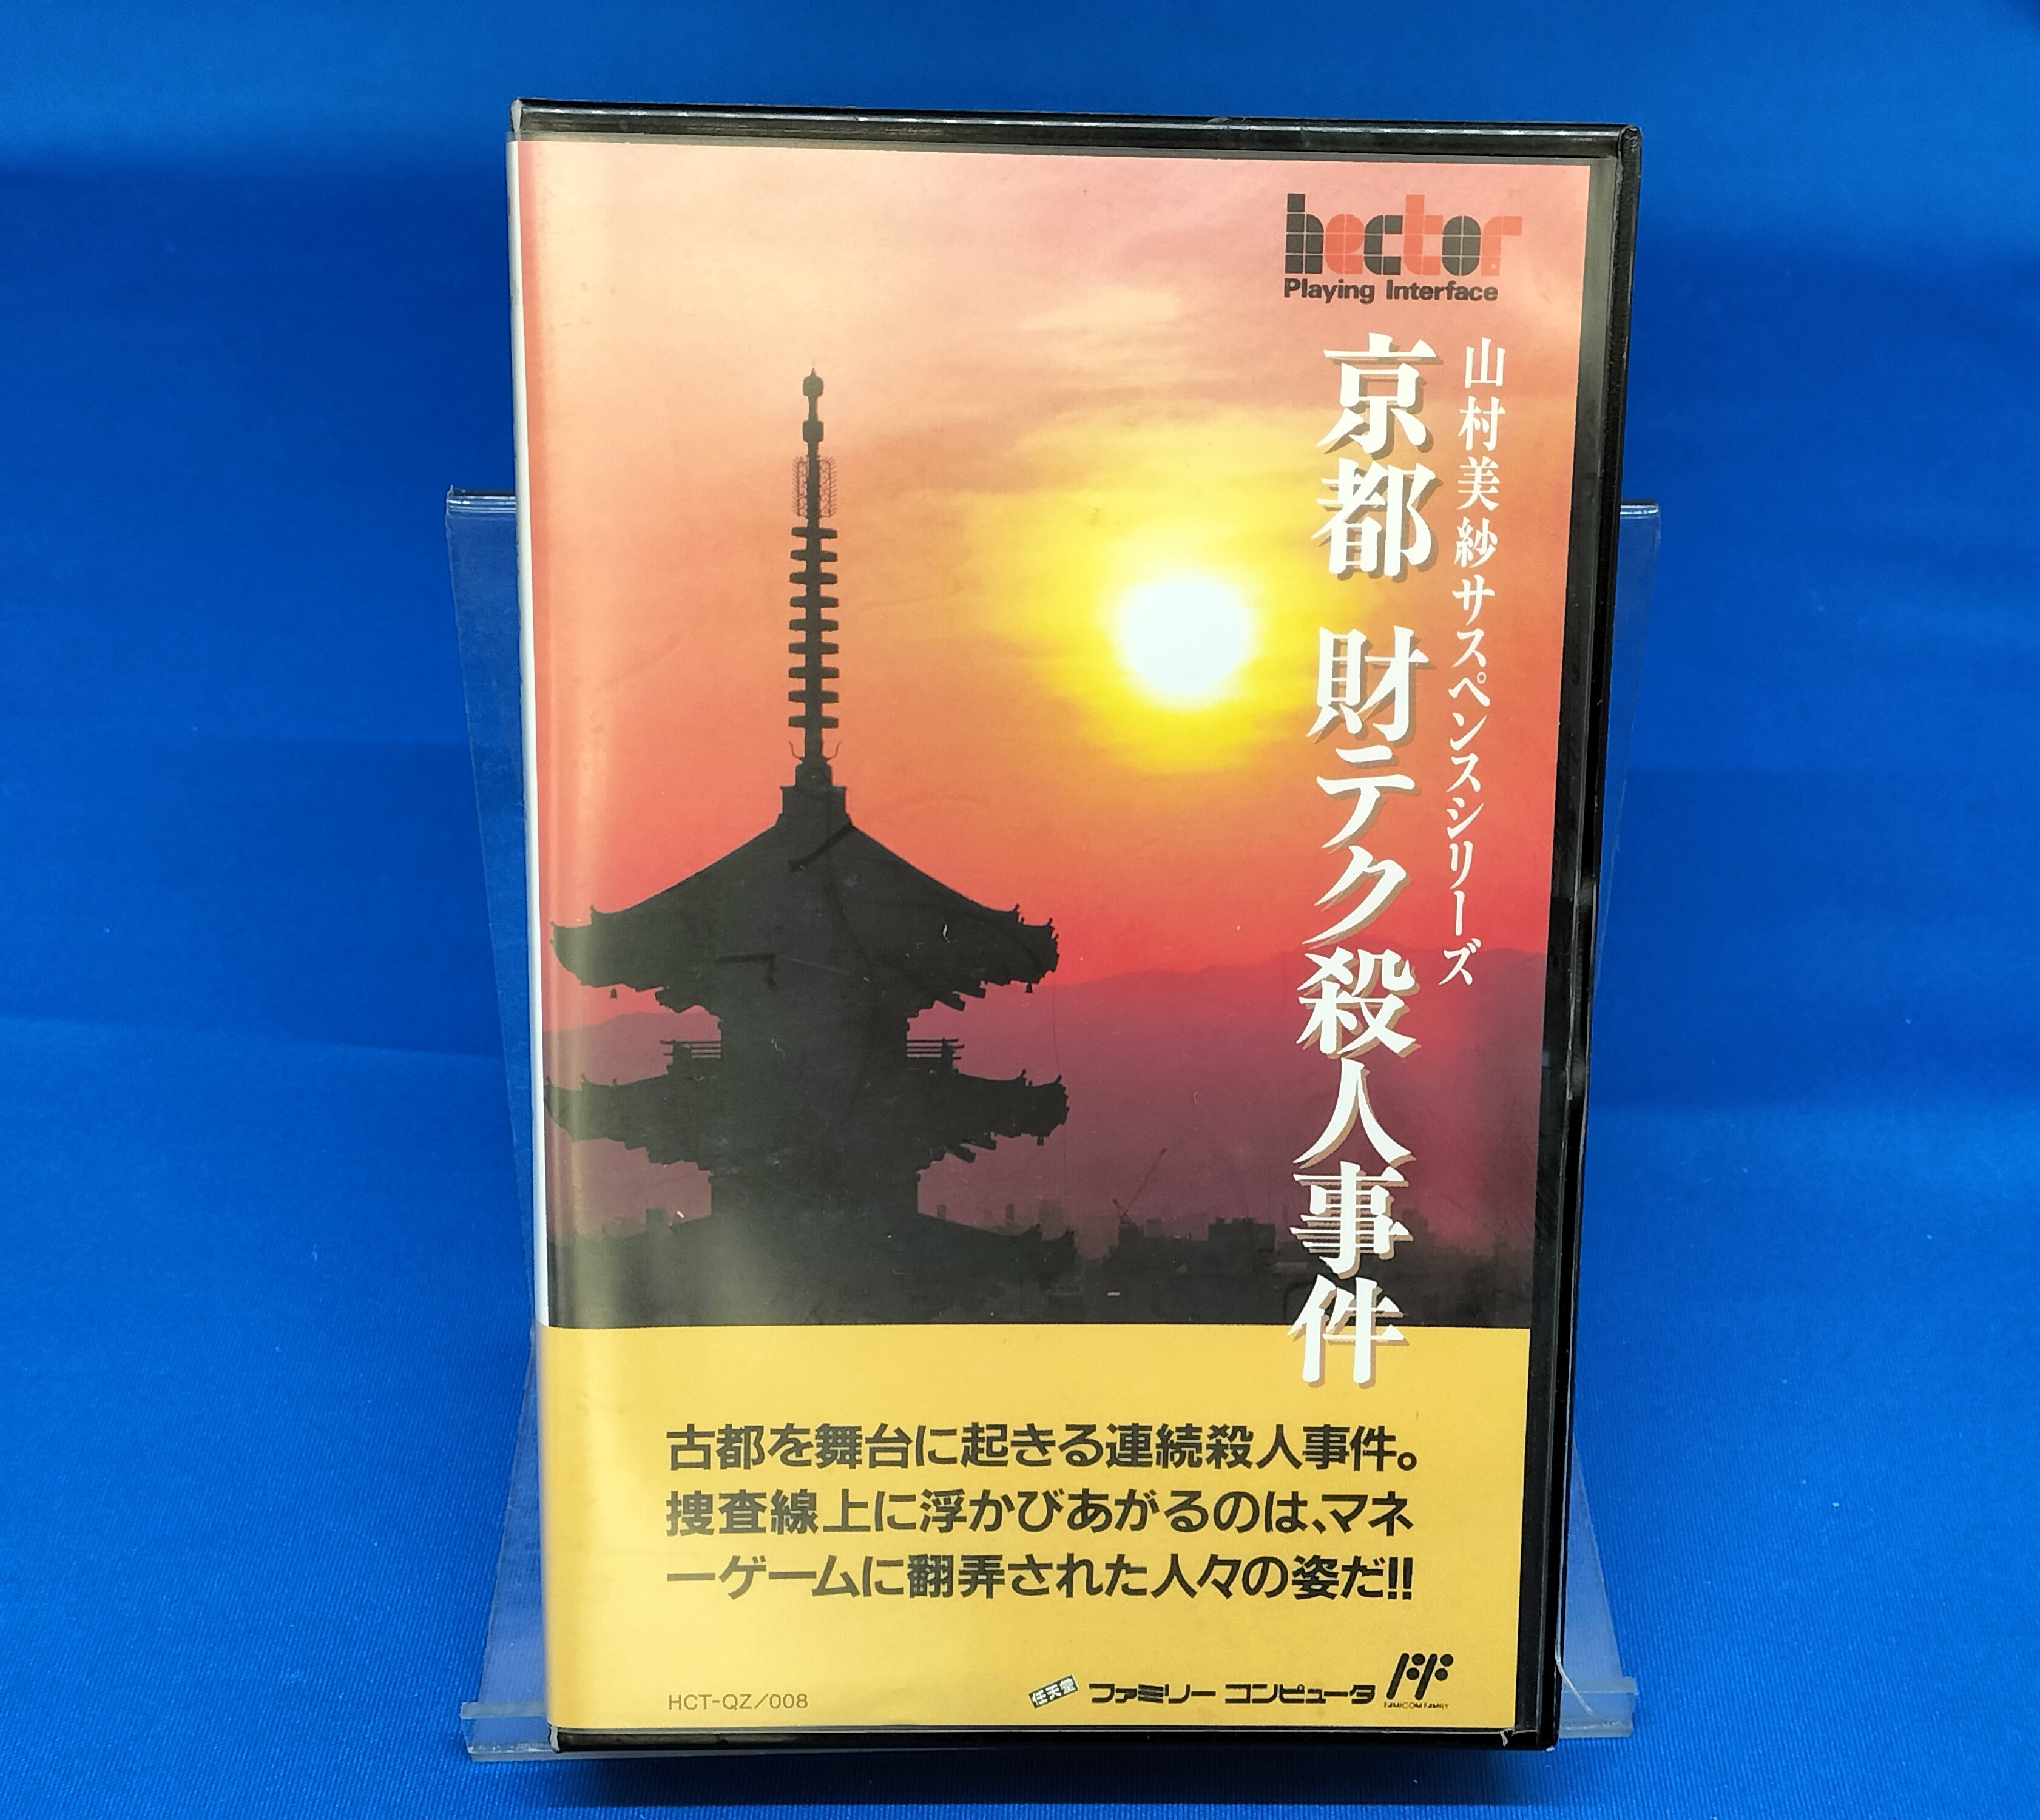 hector
Playing Interface
山村美紗サスペンスシリーズ
京都 財テク殺人事件
古都を舞台に起きる連続殺人事件。
捜査線上に浮かびあがるのは、マネ
ーゲームに翻弄された人々の姿だ!!
HCT-QZ/008
任天堂 ファミリー コンピュータ
FF
FAMICOM FAMILY